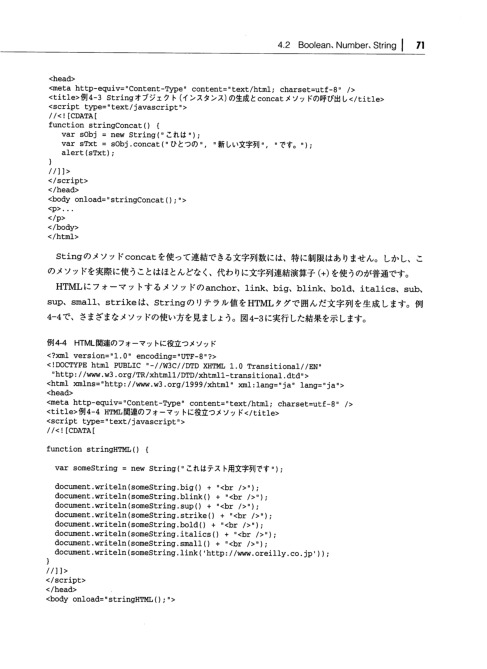 4.2 Boolean、Number、String | 71
<head>
<meta http-equiv="Content-Type" content="text/html; charset=utf-8" />
<title>例4-3 Stringオブジェクト(インスタンス)の生成とconcatメソッドの呼び出し</title>
<script type="text/javascript">
//<![CDATA[
function stringConcat() {
var sObj = new String("これは");
var sTxt = sObj.concat("ひとつの", "新しい文字列", "です。");
alert(sTxt);
}
//]]>
</script>
</head>
<body onload="stringConcat();">
<p>...
</p>
</body>
</html>
Stingのメソッドconcatを使って連結できる文字列数には、特に制限はありません。しかし、こ
のメソッドを実際に使うことはほとんどなく、代わりに文字列連結演算子(+)を使うのが普通です。
HTMLにフォーマットするメソッドのanchor、link、big、blink、bold、italics、sub、
sup、small、strikeは、Stringのリテラル値をHTMLタグで囲んだ文字列を生成します。例
4-4で、さまざまなメソッドの使い方を見ましょう。図4-3に実行した結果を示します。
例4-4 HTML関連のフォーマットに役立つメソッド
<?xml version="1.0" encoding="UTF-8"?>
<!DOCTYPE html PUBLIC "-//W3C//DTD XHTML 1.0 Transitional//EN"
"http://www.w3.org/TR/xhtml1/DTD/xhtml1-transitional.dtd">
<html xmlns="http://www.w3.org/1999/xhtml" xml:lang="ja" lang="ja">
<head>
<meta http-equiv="Content-Type" content="text/html; charset=utf-8" />
<title>例4-4 HTML関連のフォーマットに役立つメソッド</title>
<script type="text/javascript">
//<![CDATA[
function stringHTML() {
var someString = new String("これはテスト用文字列です");
document.writeln(someString.big() + "<br />");
document.writeln(someString.blink() + "<br />");
document.writeln(someString.sup() + "<br />");
document.writeln(someString.strike() + "<br />");
document.writeln(someString.bold() + "<br />");
document.writeln(someString.italics() + "<br />");
document.writeln(someString.small() + "<br />");
document.writeln(someString.link('http://www.oreilly.co.jp'));
}
//]]>
</script>
</head>
<body onload="stringHTML();">